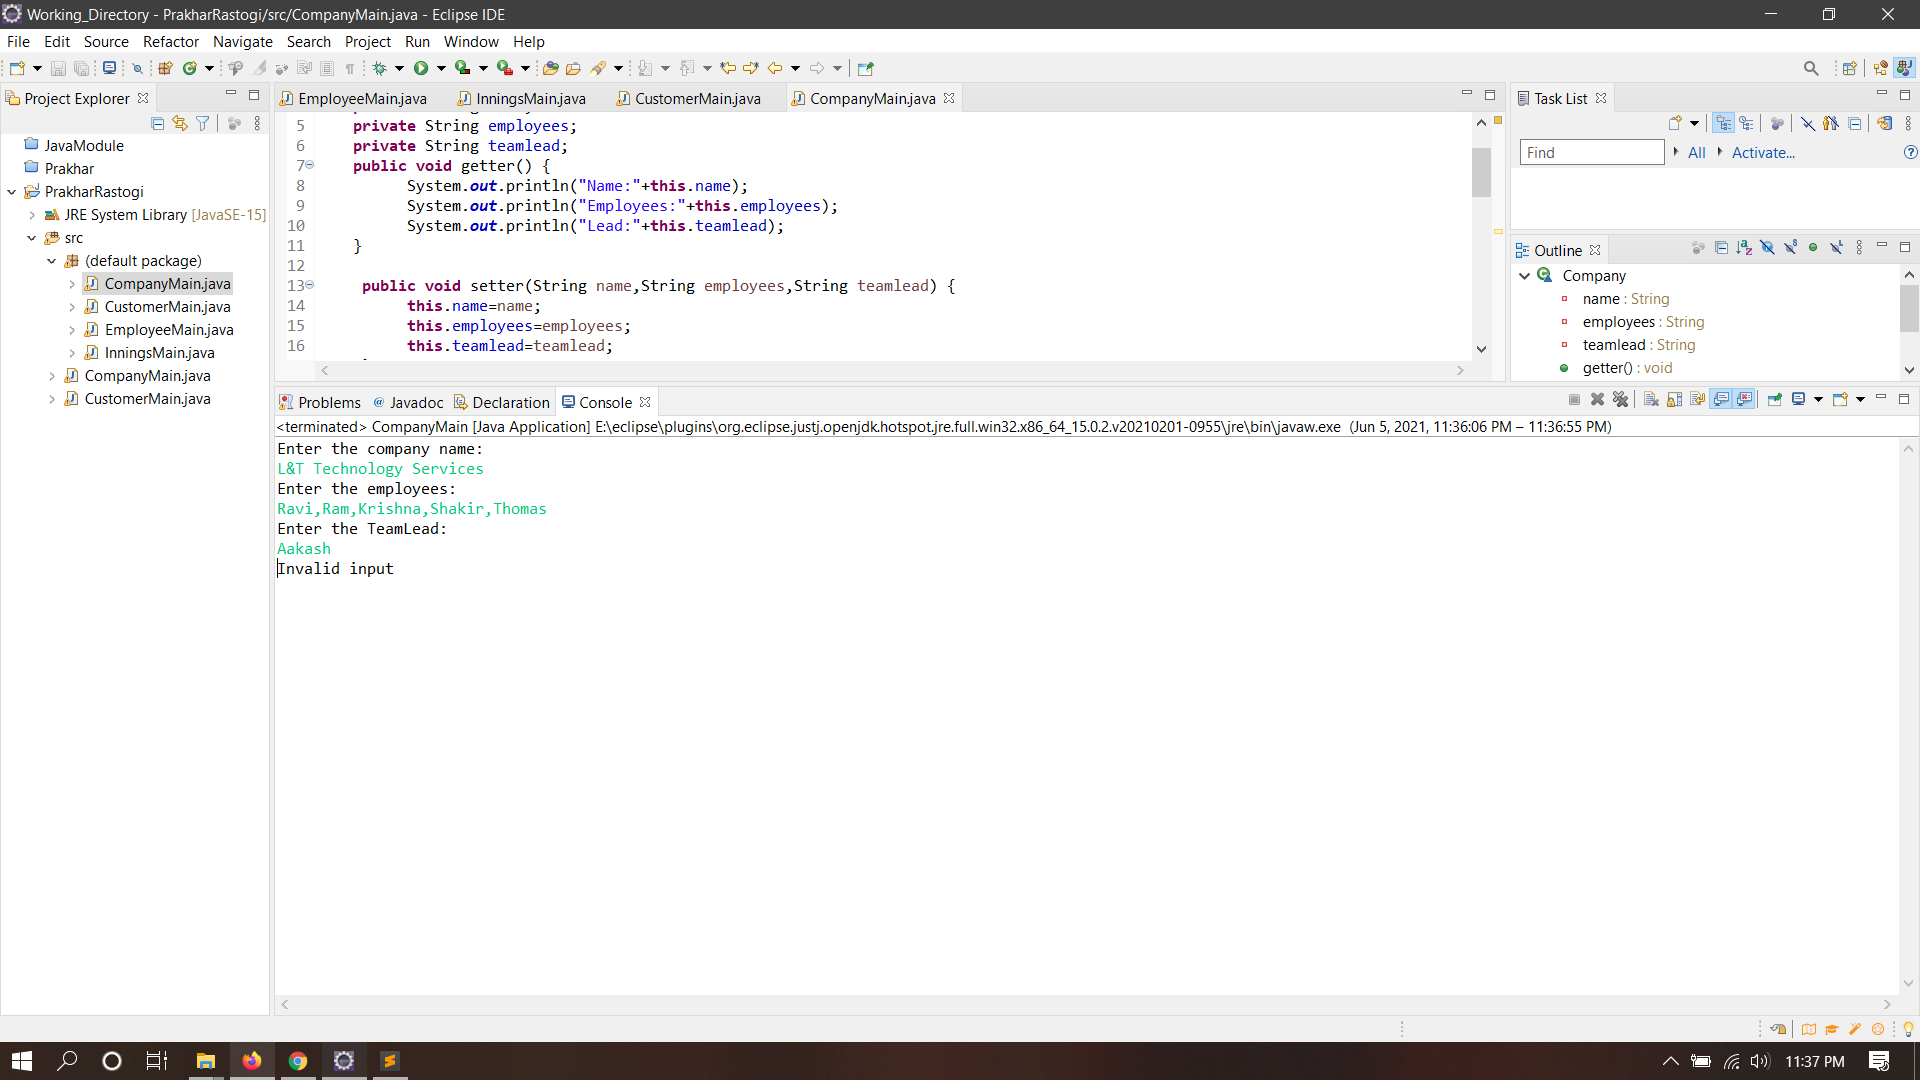 Working_Directory - PrakharRastogi/src/CompanyMain.java - Eclipse IDE
File Edit Source Refactor Navigate Search Project Run Window Help
Project Explorer
JavaModule
Prakhar
PrakharRastogi
JRE System Library [JavaSE-15]
src
(default package)
CompanyMain.java
CustomerMain.java
EmployeeMain.java
InningsMain.java
CompanyMain.java
CustomerMain.java
EmployeeMain.java InningsMain.java CustomerMain.java CompanyMain.java
5 private String employees;
6 private String teamlead;
7 public void getter() {
8 System.out.println("Name:"+this.name);
9 System.out.println("Employees:"+this.employees);
10 System.out.println("Lead:"+this.teamlead);
11 }
12
13 public void setter(String name,String employees,String teamlead) {
14 this.name=name;
15 this.employees=employees;
16 this.teamlead=teamlead;
Task List
Find All Activate...
Outline
Company
name : String
employees : String
teamlead : String
getter() : void
Problems Javadoc Declaration Console
<terminated> CompanyMain [Java Application] E:\eclipse\plugins\org.eclipse.justj.openjdk.hotspot.jre.full.win32.x86_64_15.0.2.v20210201-0955\jre\bin\javaw.exe (Jun 5, 2021, 11:36:06 PM – 11:36:55 PM)
Enter the company name:
L&T Technology Services
Enter the employees:
Ravi,Ram,Krishna,Shakir,Thomas
Enter the TeamLead:
Aakash
Invalid input
11:37 PM